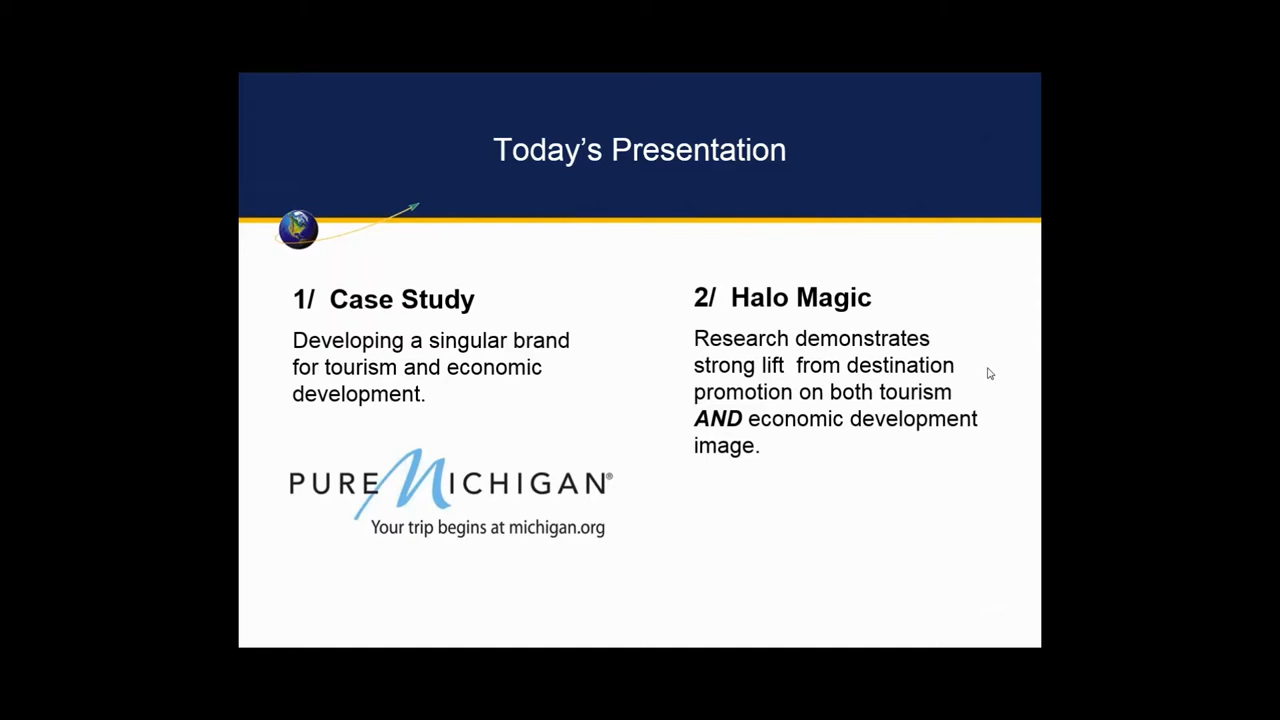 Today’s Presentation
1/  Case Study
Developing a singular brand
for tourism and economic
development.
PURE MICHIGAN®
Your trip begins at michigan.org
2/  Halo Magic
Research demonstrates
strong lift  from destination
promotion on both tourism
AND economic development
image.